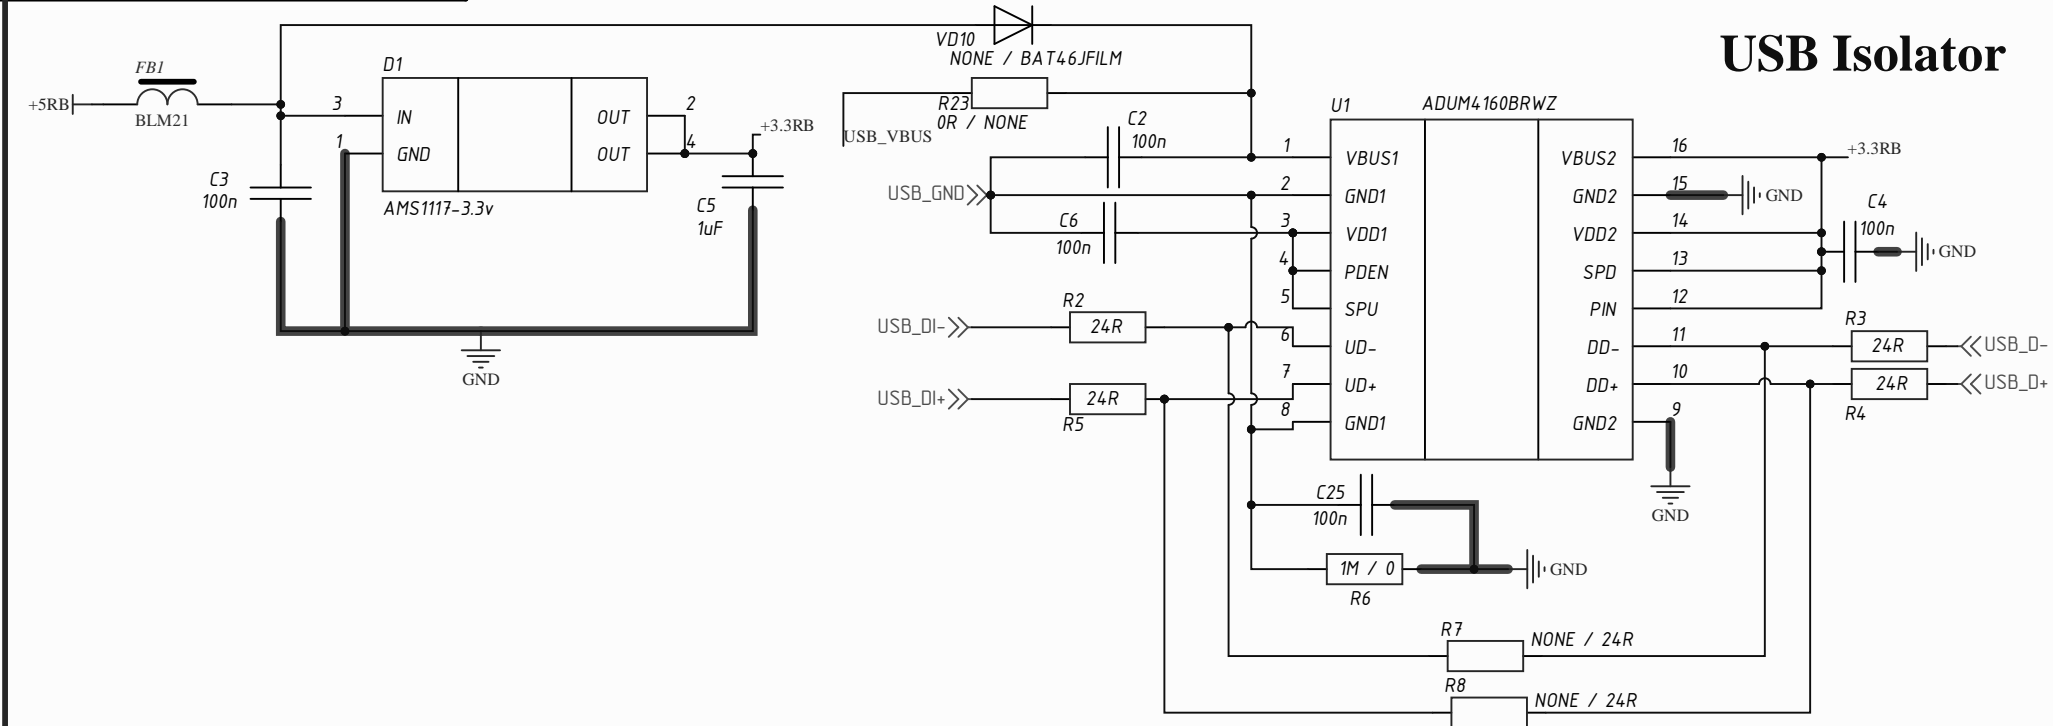 USB Isolator
VD10
NONE / BAT46JFILM
FB1
+5RB
BLM21
D1
3
IN
OUT
2
1
GND
OUT
4
+3.3RB
AMS1117-3.3v
C3
100n
C5
1uF
GND
R23
0R / NONE
USB_VBUS
C2
100n
USB_GND
C6
100n
U1
ADUM4160BRWZ
1
VBUS1
VBUS2
16
+3.3RB
2
GND1
GND2
15
GND
3
VDD1
VDD2
14
C4
100n
GND
4
PDEN
SPD
13
5
SPU
PIN
12
6
UD-
DD-
11
7
UD+
DD+
10
8
GND1
GND2
9
GND
R2
24R
USB_DI-
USB_DI+
24R
R5
R3
24R
USB_D-
24R
USB_D+
R4
C25
100n
1M / 0
GND
R6
R7
NONE / 24R
R8
NONE / 24R